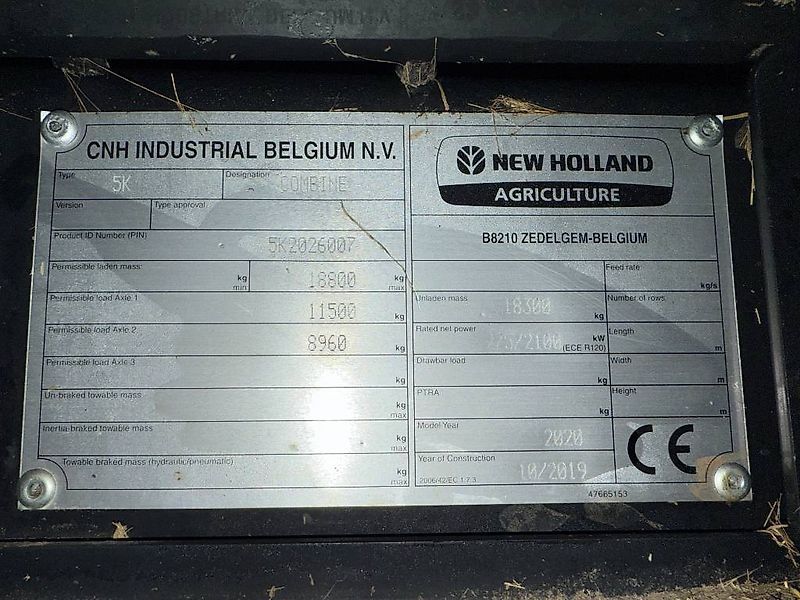 CNH INDUSTRIAL BELGIUM N.V.
Type 5K
Designation COMBINE
Version
Type approval
Product ID Number (PIN)
5K2026007
Permissible laden mass:
kg min 18800 kg max
Permissible load Axle 1 11500
Permissible load Axle 2 8960 kg
Permissible load Axle 3 kg
Un-braked towable mass kg max
Inertia-braked towable mass kg max
Towable braked mass (hydraulic/pneumatic) kg max
NEW HOLLAND
AGRICULTURE
B8210 ZEDELGEM-BELGIUM
Feed rate: kg/s
Unladen mass 18300 kg
Number of rows
Rated net power /2100 kW (ECE R120)
Length m
Drawbar load kg
Width m
PTRA kg
Height m
Model Year 2020
Year of Construction
2006/42/EC 1.7.3 10/2019
CE
47665153